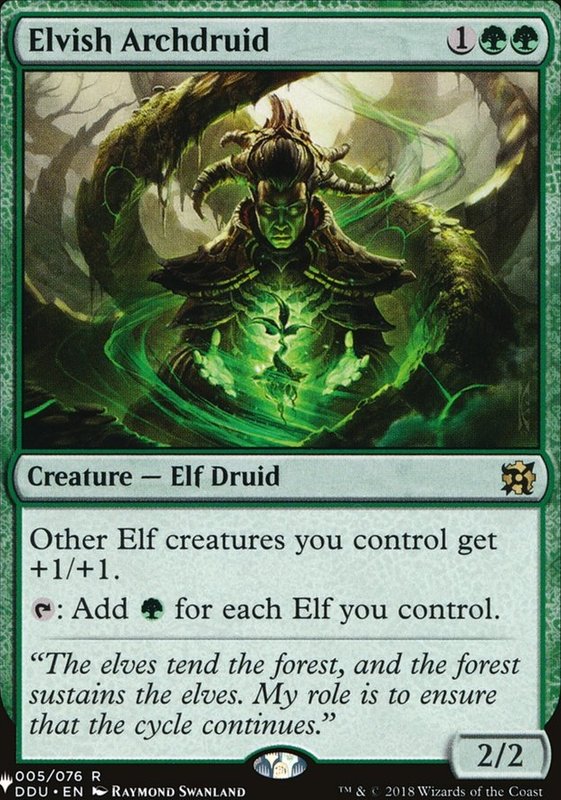 Elvish Archdruid 1
Creature — Elf Druid
Other Elf creatures you control get
+1/+1.
: Add for each Elf you control.
“The elves tend the forest, and the forest
sustains the elves. My role is to ensure
that the cycle continues.”
2/2
005/076 R
DDU • EN RAYMOND SWANLAND
™ & © 2018 Wizards of the Coast